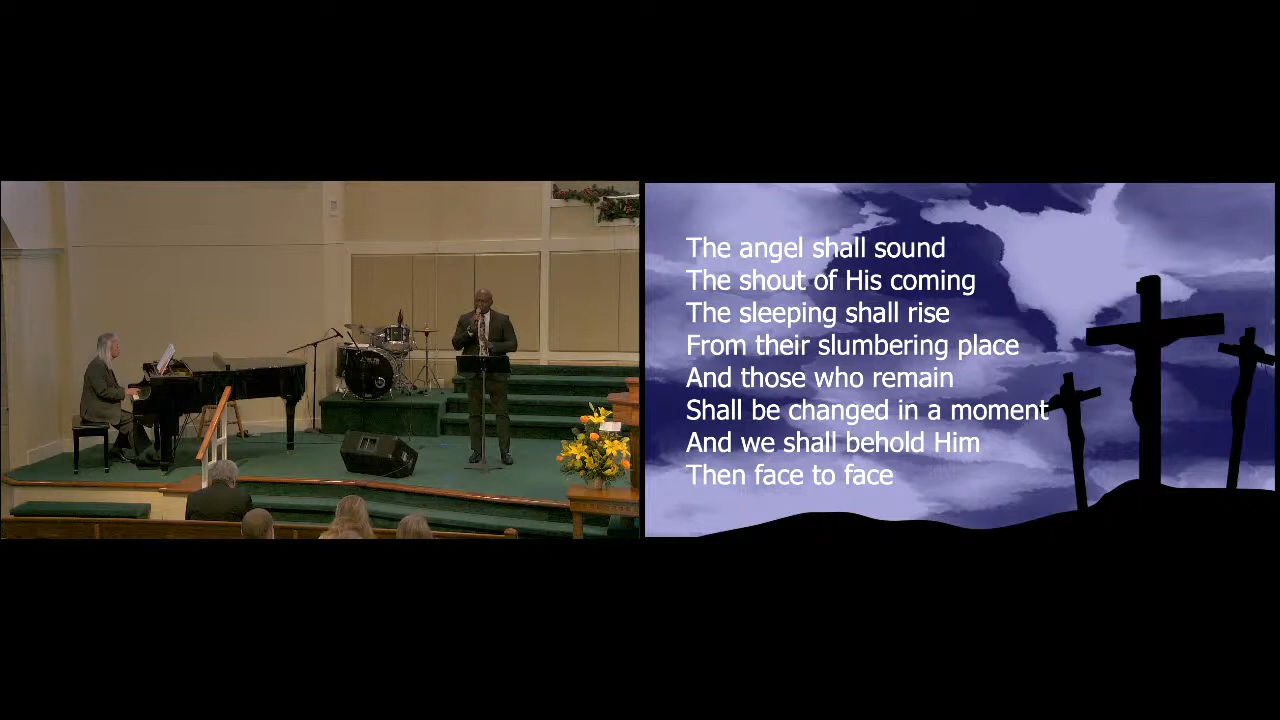 The angel shall sound
The shout of His coming
The sleeping shall rise
From their slumbering place
And those who remain
Shall be changed in a moment
And we shall behold Him
Then face to face